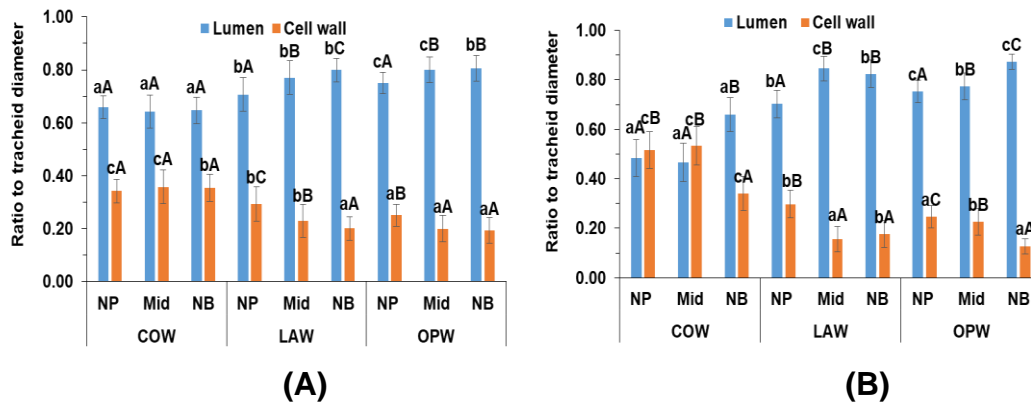 Ratio to tracheid diameter
1.00
0.80
0.60
0.40
0.20
0.00
Lumen Cell wall
aA aA aA bA bB bC cA cB bB
cA cA bA bC bB aA aB aA aA
NP Mid NB NP Mid NB NP Mid NB
COW LAW OPW
(A)
Ratio to tracheid diameter
1.00
0.80
0.60
0.40
0.20
0.00
Lumen Cell wall
aA aA aB bA cB bB cA bB cC
cB cB cA bB aA bA aC bB aA
NP Mid NB NP Mid NB NP Mid NB
COW LAW OPW
(B)